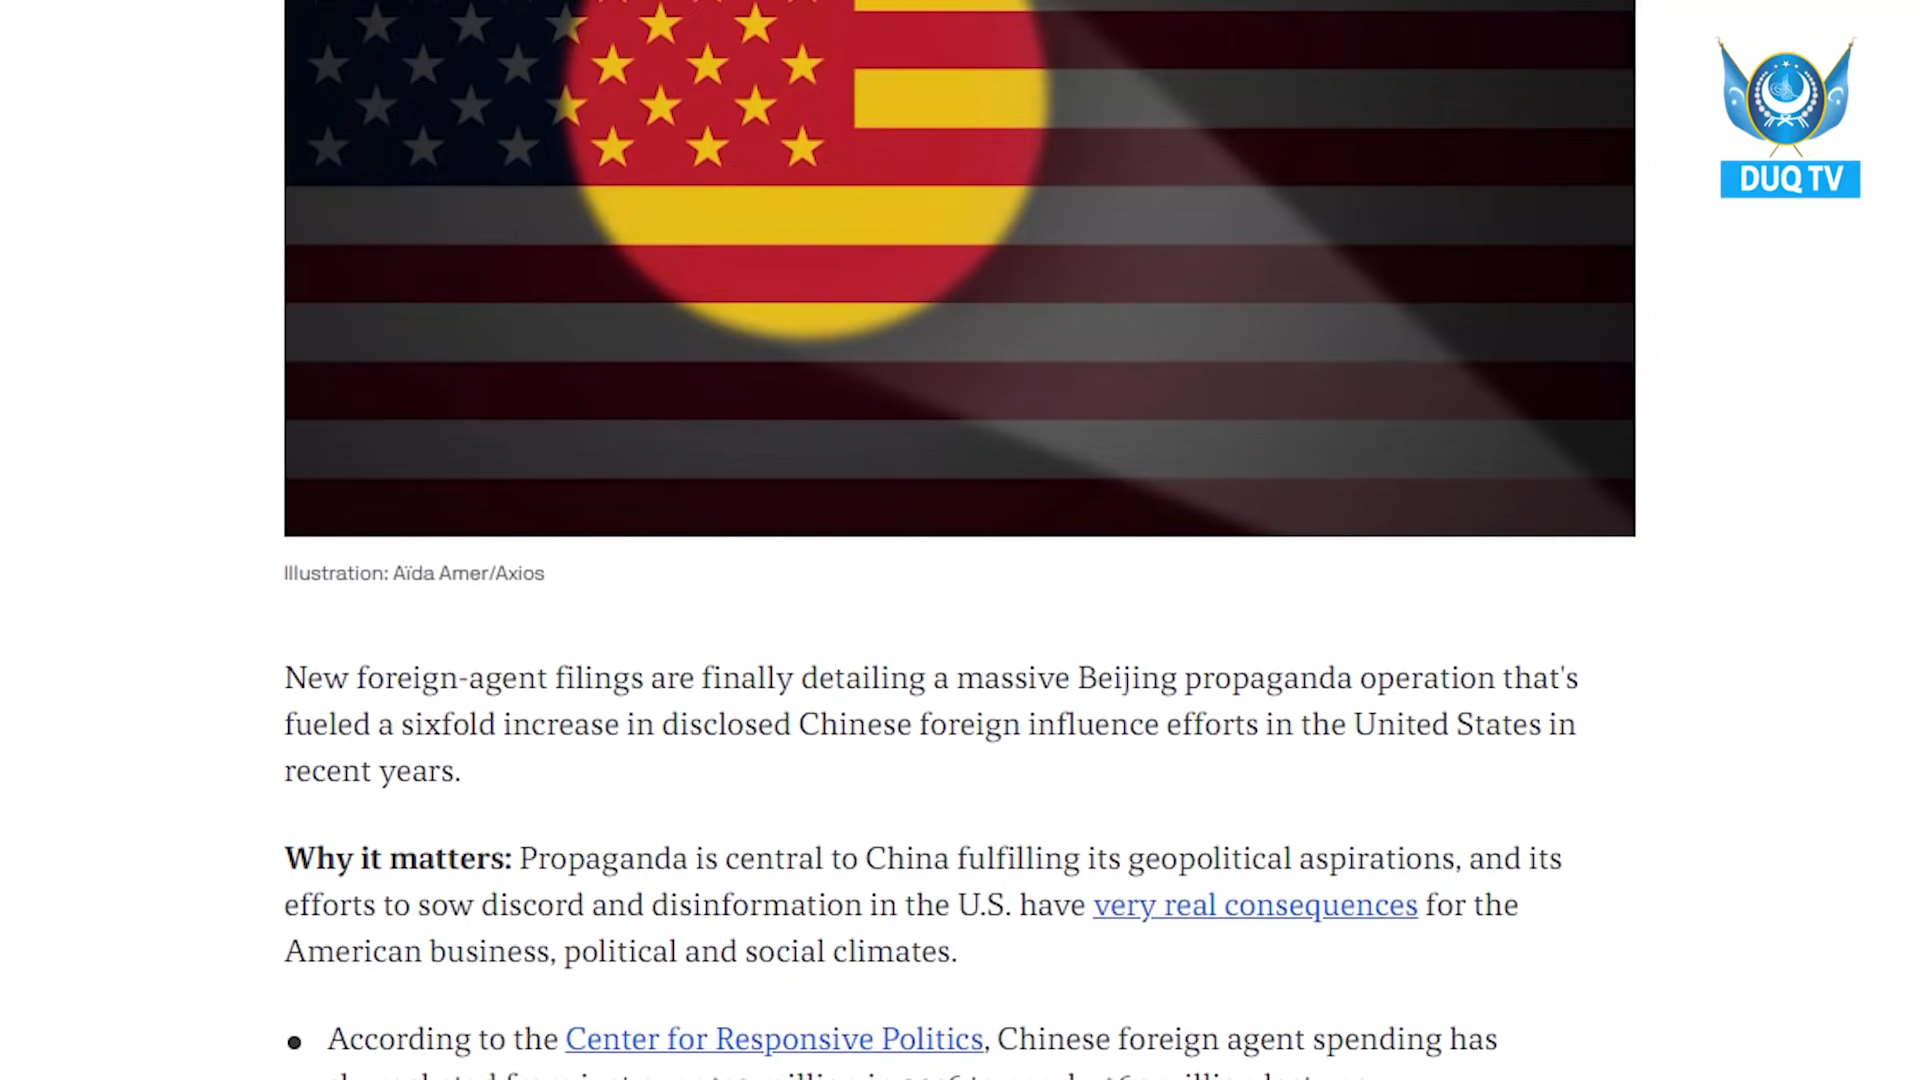 DUQ TV
Illustration: Aïda Amer/Axios
New foreign-agent filings are finally detailing a massive Beijing propaganda operation that's
fueled a sixfold increase in disclosed Chinese foreign influence efforts in the United States in
recent years.
Why it matters: Propaganda is central to China fulfilling its geopolitical aspirations, and its
efforts to sow discord and disinformation in the U.S. have very real consequences for the
American business, political and social climates.
• According to the Center for Responsive Politics, Chinese foreign agent spending has